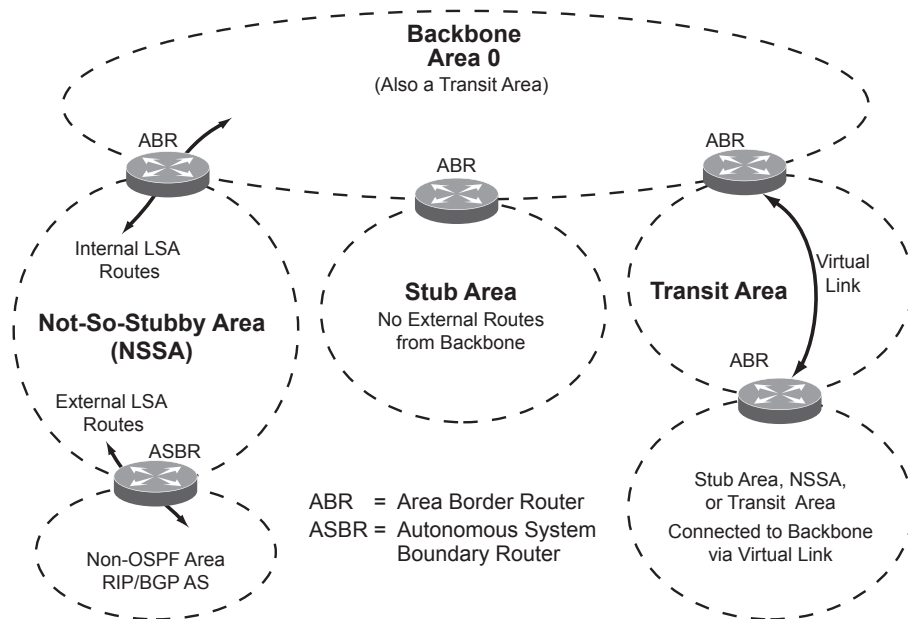 Backbone
Area 0
(Also a Transit Area)
ABR
ABR
ABR
Internal LSA
Routes
Virtual
Link
Stub Area
No External Routes
from Backbone
Transit Area
Not-So-Stubby Area
(NSSA)
ABR
External LSA
Routes
ASBR
ABR = Area Border Router
ASBR = Autonomous System
Boundary Router
Stub Area, NSSA,
or Transit Area
Connected to Backbone
via Virtual Link
Non-OSPF Area
RIP/BGP AS